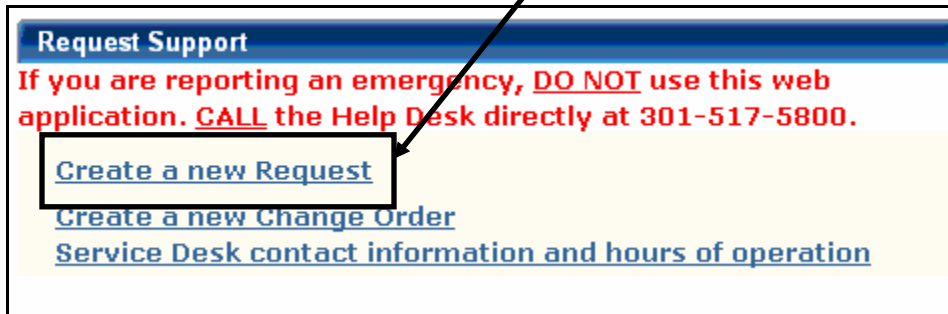 Request Support
If you are reporting an emergency, DO NOT use this web
application. CALL the Help Desk directly at 301-517-5800.
Create a new Request
Create a new Change Order
Service Desk contact information and hours of operation